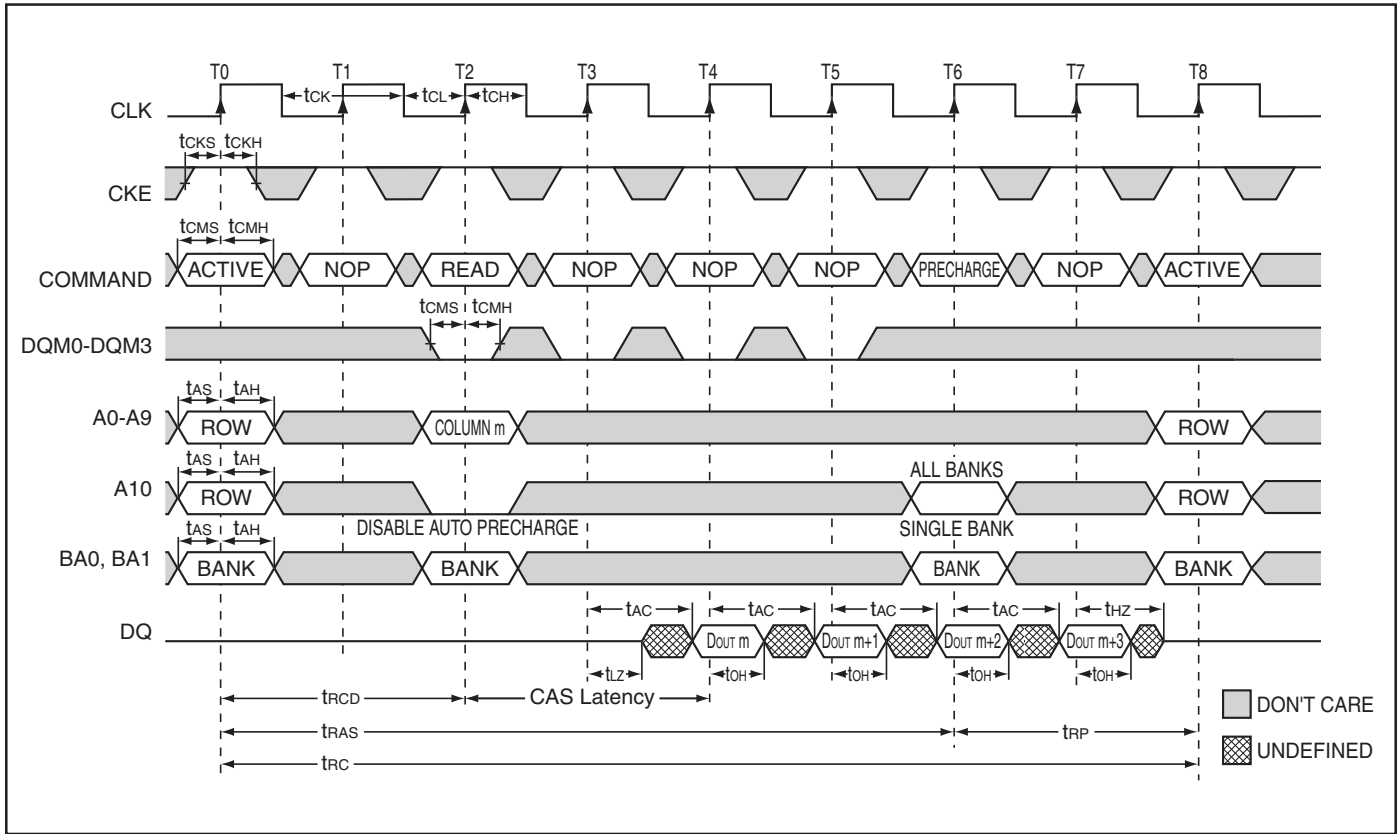 T0 T1 T2 T3 T4 T5 T6 T7 T8
CLK tCK tCL tCH
tCKS tCKH
CKE
tCMS tCMH
COMMAND ACTIVE NOP READ NOP NOP NOP PRECHARGE NOP ACTIVE
tCMS tCMH
DQM0-DQM3
tAS tAH
A0-A9 ROW COLUMN m ROW
tAS tAH ALL BANKS
A10 ROW ROW
DISABLE AUTO PRECHARGE SINGLE BANK
tAS tAH
BA0, BA1 BANK BANK BANK BANK
tAC tAC tAC tAC tHZ
DQ DOUT m DOUT m+1 DOUT m+2 DOUT m+3
tLZ tOH tOH tOH tOH
tRCD CAS Latency
DON'T CARE
tRAS tRP
UNDEFINED
tRC